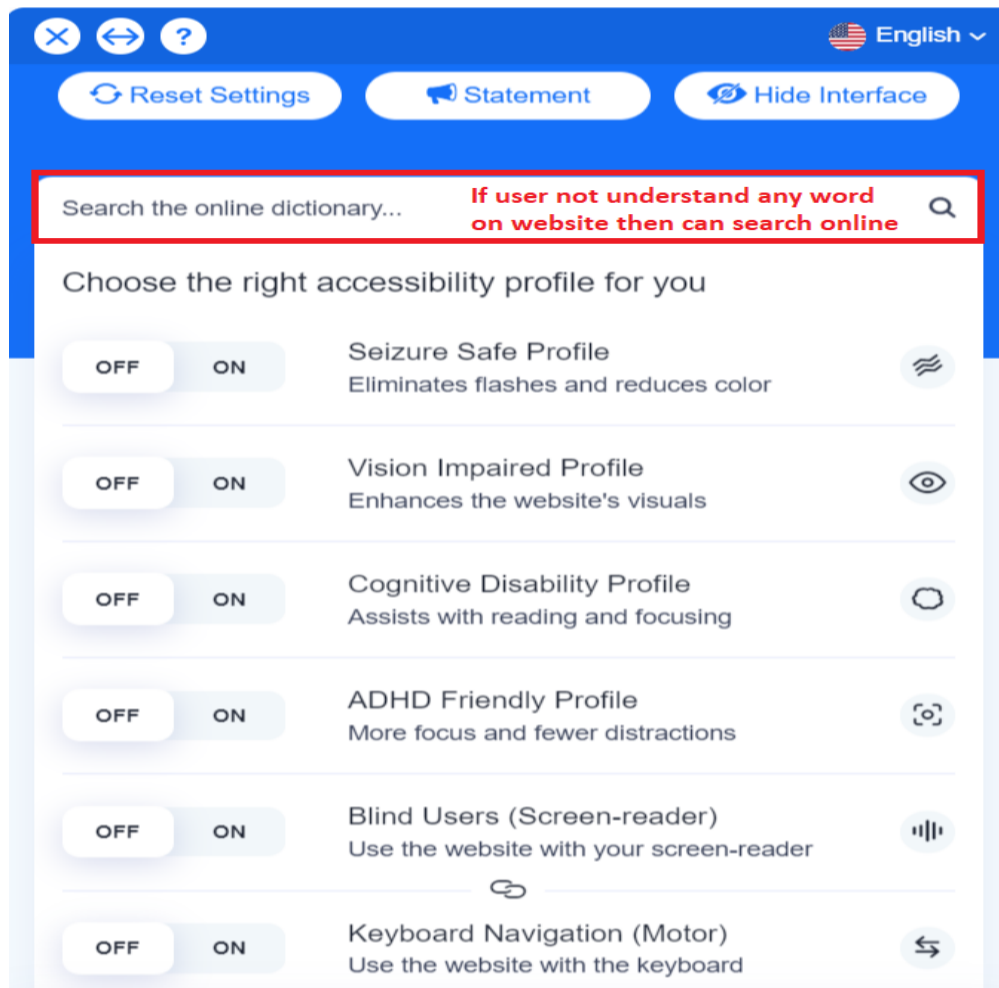 ?
English
Reset Settings
Statement
Hide Interface
Search the online dictionary...
If user not understand any word
on website then can search online
Choose the right accessibility profile for you
OFF ON
Seizure Safe Profile
Eliminates flashes and reduces color
OFF ON
Vision Impaired Profile
Enhances the website's visuals
OFF ON
Cognitive Disability Profile
Assists with reading and focusing
OFF ON
ADHD Friendly Profile
More focus and fewer distractions
OFF ON
Blind Users (Screen-reader)
Use the website with your screen-reader
OFF ON
Keyboard Navigation (Motor)
Use the website with the keyboard